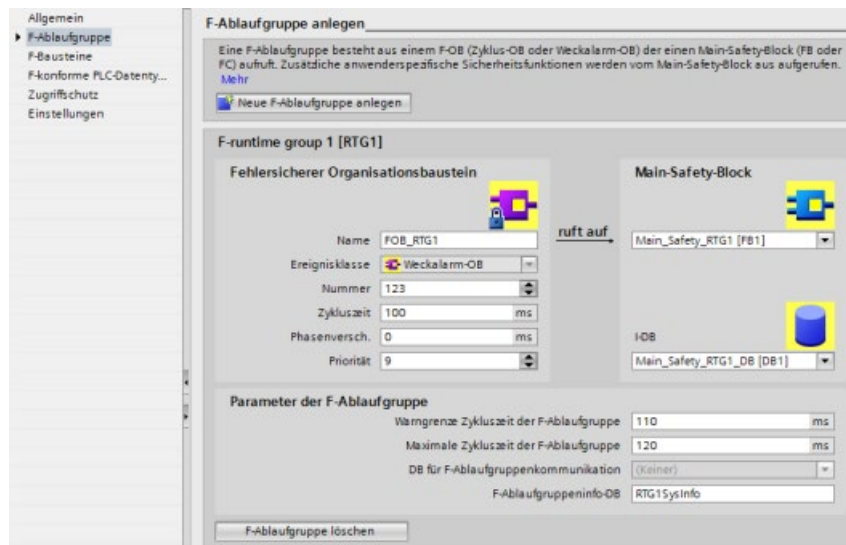 Allgemein
F-Ablaufgruppe
F-Bausteine
F-konforme PLC-Datenty...
Zugriffschutz
Einstellungen
F-Ablaufgruppe anlegen
Eine F-Ablaufgruppe besteht aus einem F-OB (Zyklus-OB oder Weckalarm-OB) der einen Main-Safety-Block (FB oder
FC) aufruft. Zusätzliche anwenderspezifische Sicherheitsfunktionen werden vom Main-Safety-Block aus aufgerufen.
Mehr
Neue F-Ablaufgruppe anlegen
F-runtime group 1 [RTG1]
Fehlersicherer Organisationsbaustein
Name FOB_RTG1
Ereignisklasse Weckalarm-OB
Nummer 123
Zykluszeit 100 ms
Phasenversch. 0 ms
Priorität 9
ruft auf
Main-Safety-Block
Main_Safety_RTG1 [FB1]
I-DB
Main_Safety_RTG1_DB [DB1]
Parameter der F-Ablaufgruppe
Warngrenze Zykluszeit der F-Ablaufgruppe 110 ms
Maximale Zykluszeit der F-Ablaufgruppe 120 ms
DB für F-Ablaufgruppenkommunikation (Keiner)
F-Ablaufgruppeninfo-DB RTG1SysInfo
F-Ablaufgruppe löschen